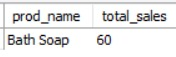 prod_name total_sales
Bath Soap 60